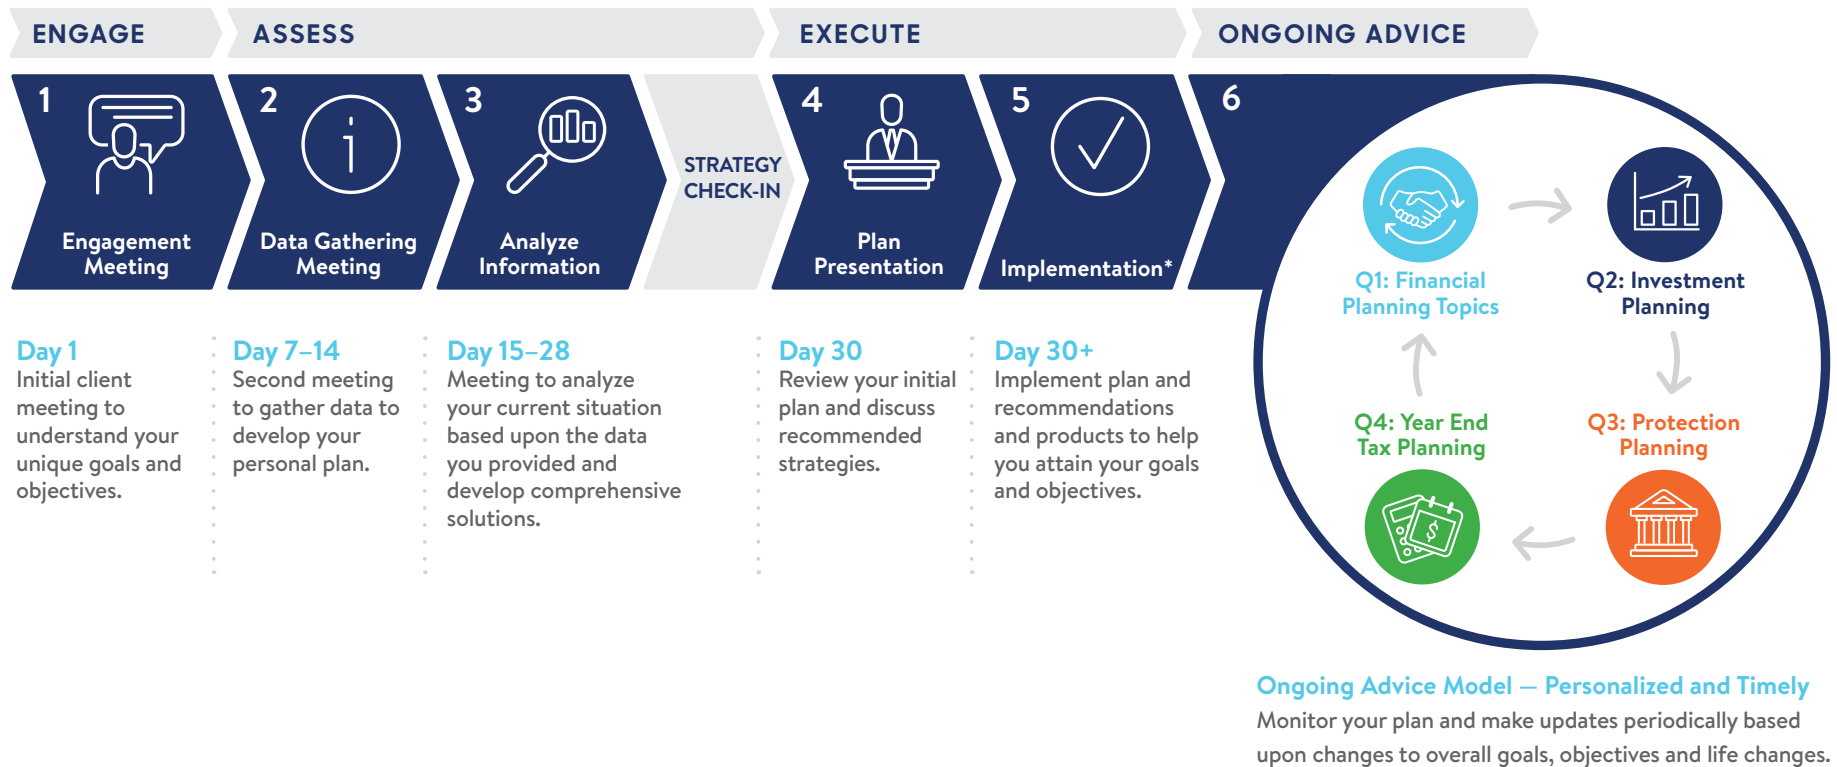 ENGAGE
ASSESS
EXECUTE
ONGOING ADVICE
1
Engagement
Meeting
2
Data Gathering
Meeting
3
Analyze
Information
STRATEGY
CHECK-IN
4
Plan
Presentation
5
Implementation*
6
Day 1
Initial client
meeting to
understand your
unique goals and
objectives.
Day 7–14
Second meeting
to gather data to
develop your
personal plan.
Day 15–28
Meeting to analyze
your current situation
based upon the data
you provided and
develop comprehensive
solutions.
Day 30
Review your initial
plan and discuss
recommended
strategies.
Day 30+
Implement plan and
recommendations
and products to help
you attain your goals
and objectives.
Q1: Financial
Planning Topics
Q2: Investment
Planning
Q3: Protection
Planning
Q4: Year End
Tax Planning
$
Ongoing Advice Model — Personalized and Timely
Monitor your plan and make updates periodically based
upon changes to overall goals, objectives and life changes.